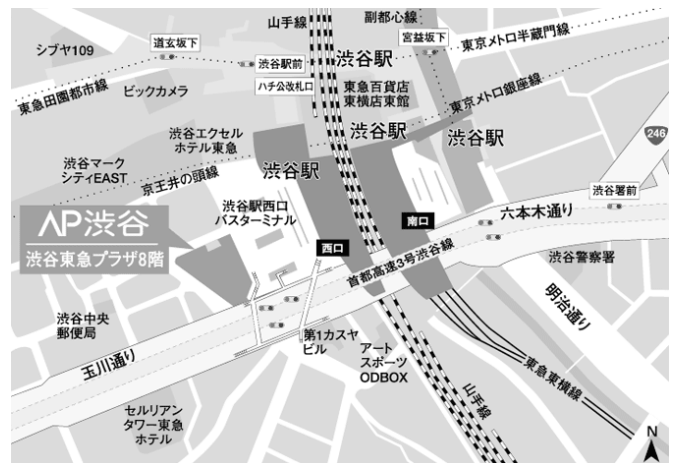 山手線
副都心線
道玄坂下
宮益坂下
シブヤ109
渋谷駅前
渋谷駅
東京メトロ半蔵門線
東急田園都市線
ビックカメラ
ハチ公改札口
東急百貨店
東横店東館
東京メトロ銀座線
渋谷エクセル
ホテル東急
渋谷駅
渋谷駅
渋谷駅
246
渋谷マーク
シティEAST
京王井の頭線
渋谷駅西口
バスターミナル
渋谷署前
AP渋谷
渋谷東急プラザ8階
南口
六本木通り
西口
首都高速3号渋谷線
渋谷警察署
明治通り
渋谷中央
郵便局
第1カスヤ
ビル
アート
スポーツ
ODBOX
玉川通り
東急東横線
山手線
セルリアン
タワー東急
ホテル
N